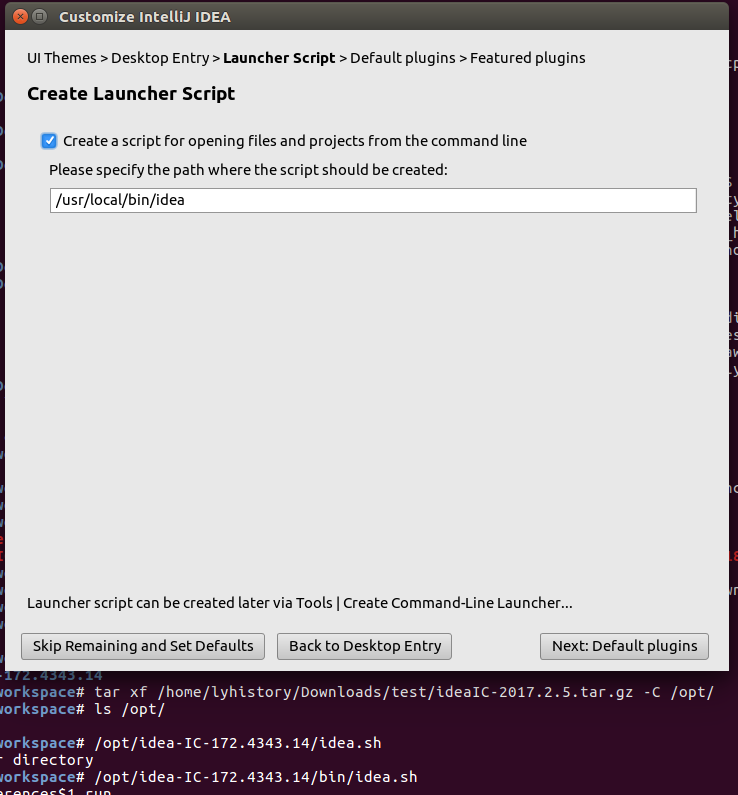 Customize IntelliJ IDEA
UI Themes > Desktop Entry > Launcher Script > Default plugins > Featured plugins
Create Launcher Script
Create a script for opening files and projects from the command line
Please specify the path where the script should be created:
/usr/local/bin/idea
Launcher script can be created later via Tools | Create Command-Line Launcher...
Skip Remaining and Set Defaults
Back to Desktop Entry
Next: Default plugins
-172.4343.14
workspace# tar xf /home/lyhistory/Downloads/test/ideaIC-2017.2.5.tar.gz -C /opt/
workspace# ls /opt/
workspace# /opt/idea-IC-172.4343.14/idea.sh
r directory
workspace# /opt/idea-IC-172.4343.14/bin/idea.sh
erences$1 run